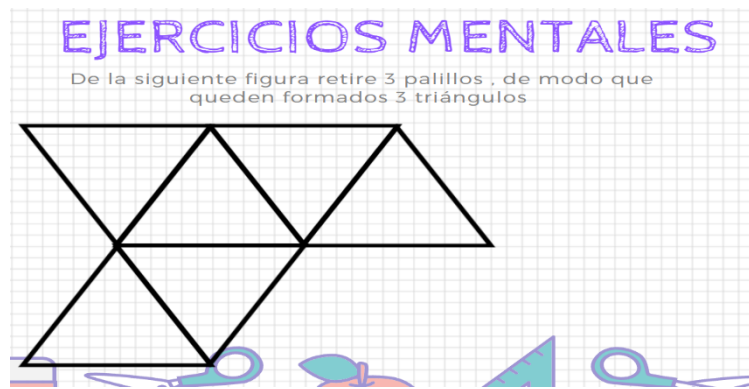 EJERCICIOS MENTALES
De la siguiente figura retire 3 palillos , de modo que
queden formados 3 triángulos